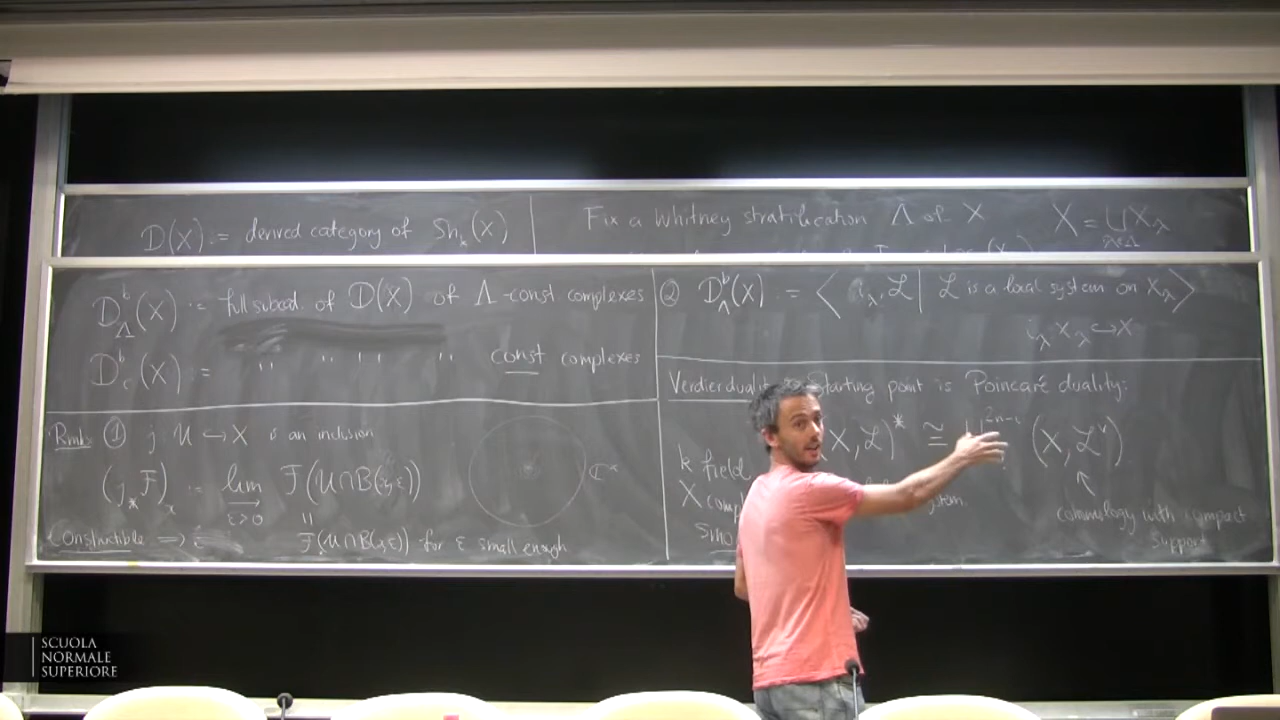 D(X) := derived category of Sh_k(X)
Fix a Whitney stratification Λ of X   X = ⋃ X_λ
λ∈Λ
D^b_Λ(X) := full subcat. of D(X) of Λ-const complexes
D^b_c(X) := " " " " const complexes
Rmk: ① j: U ↪ X is an inclusion
(j_* F)_x = lim F(U∩B(x,ε))
ε>0
ℂ^n
Constructible ⇒ F(U∩B(x,ε)) for ε small enough
② D^b_Λ(X) := ⟨ i_λ* ℒ | ℒ is a local system on X_λ ⟩
i_λ: X_λ ↪ X
Verdier duality: Starting point is Poincaré duality:
(X, ℒ)^* ≅ H^{2n-i} (X, ℒ^∨)
k field
X comp
system.
smo
cohomology with compact
support
SCUOLA
NORMALE
SUPERIORE